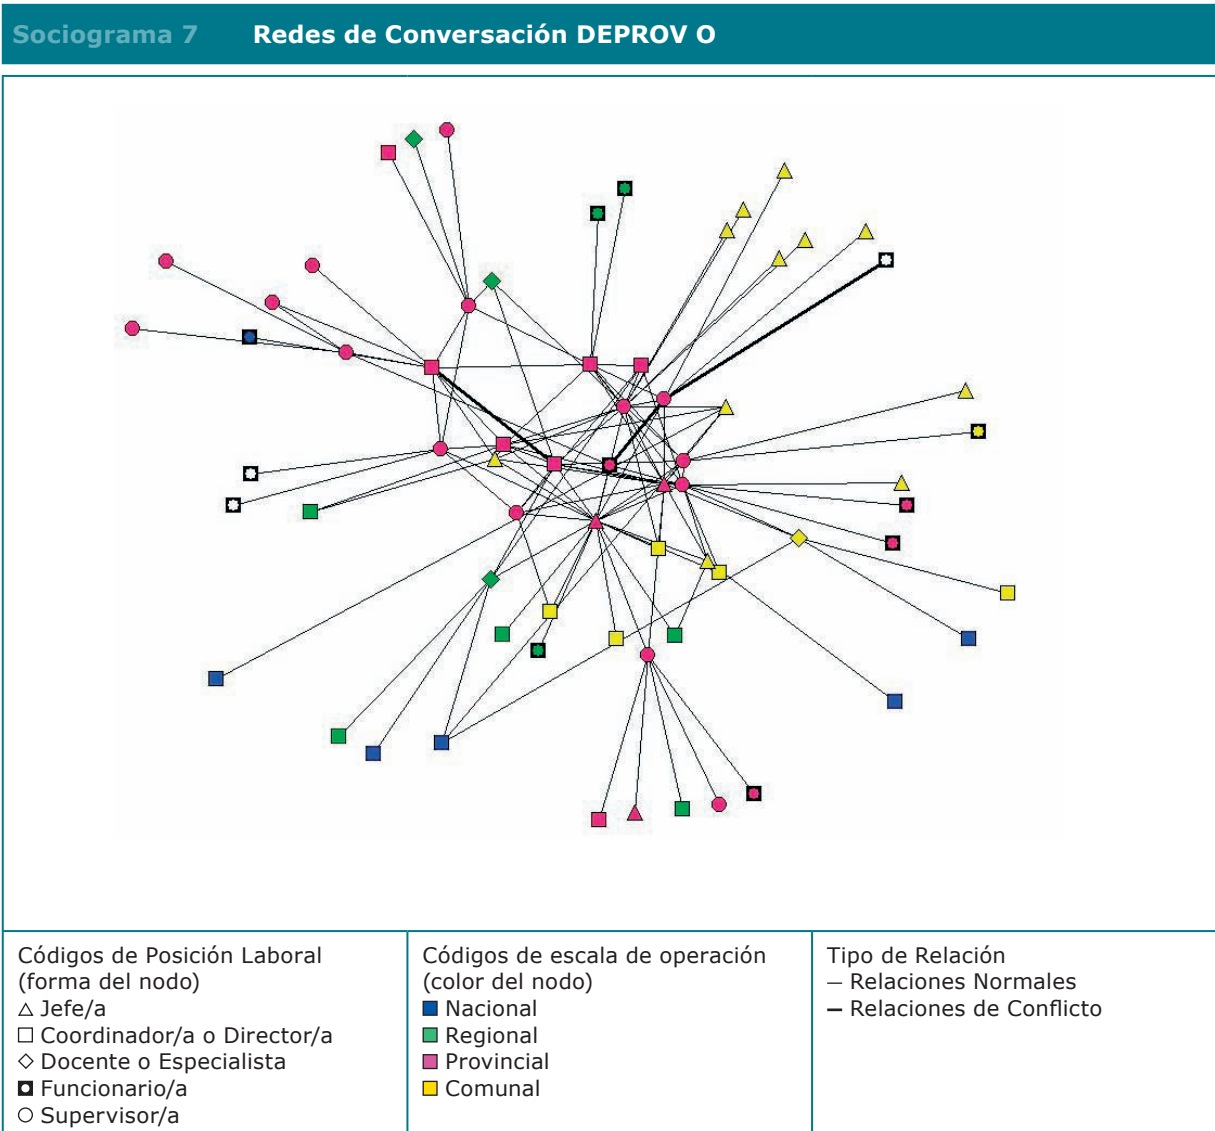 Sociograma 7 Redes de Conversación DEPROV O
Códigos de Posición Laboral
(forma del nodo)
Jefe/a
Coordinador/a o Director/a
Docente o Especialista
Funcionario/a
Supervisor/a
Códigos de escala de operación
(color del nodo)
Nacional
Regional
Provincial
Comunal
Tipo de Relación
Relaciones Normales
Relaciones de Conflicto